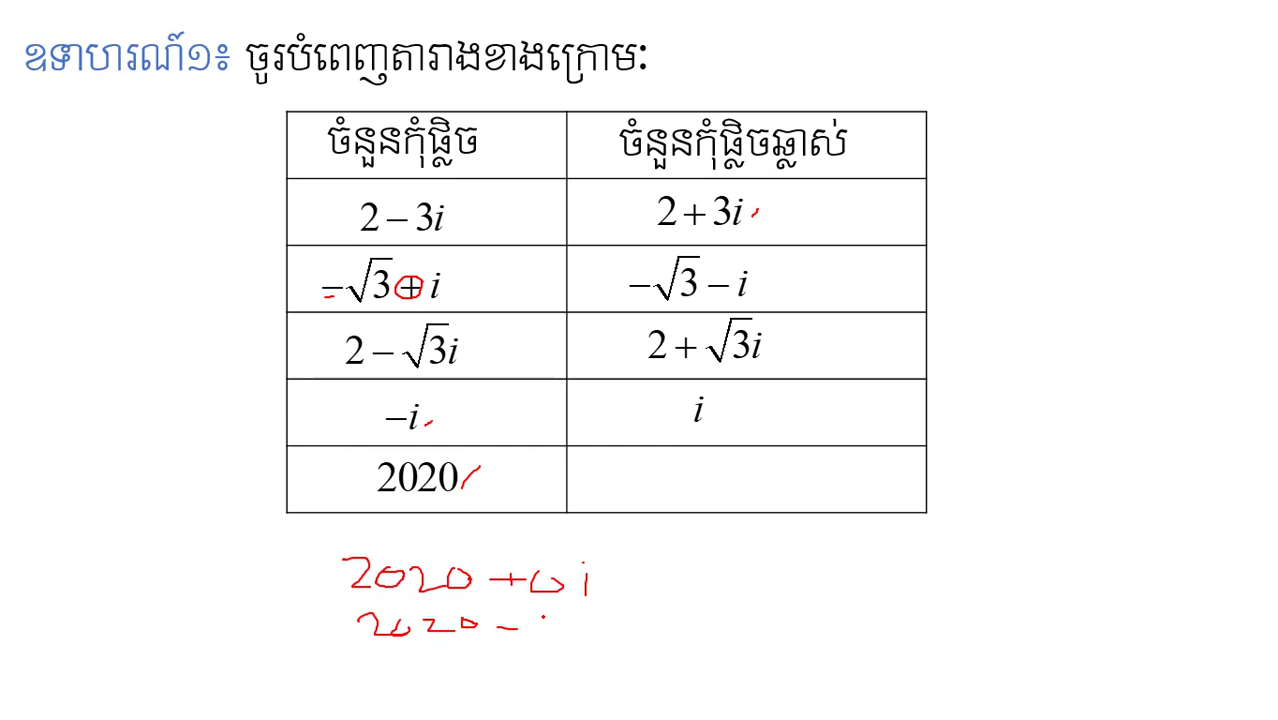 ឧទាហរណ៍១៖ ចូរបំពេញតារាងខាងក្រោម:
ចំនួនកុំផ្លិច ចំនួនកុំផ្លិចឆ្លាស់
2 − 3i 2 + 3i
−√3 + i −√3 − i
2 − √3i 2 + √3i
−i i
2020
2020 + 0i
2020 −